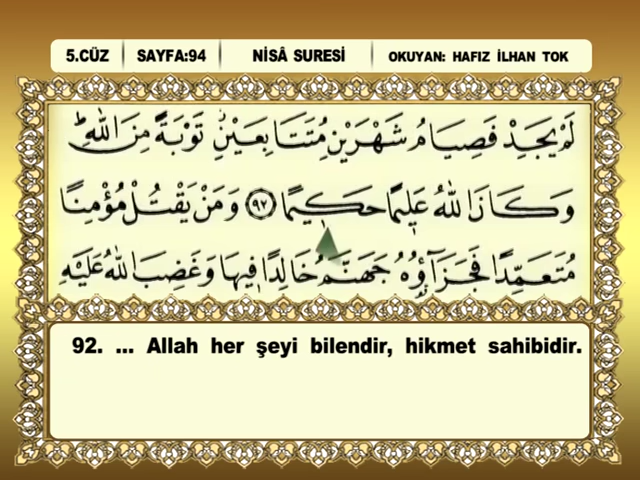 5.CÜZ SAYFA:94 NİSÂ SURESİ OKUYAN: HAFIZ İLHAN TOK
لَمْ يَجِدْ فَصِيَامُ شَهْرَيْنِ مُتَتَابِعَيْنِ تَوْبَةً مِنَ اللّٰهِ ط
وَكَانَ اللّٰهُ عَلِيمًا حَكِيمًا ﴿٩٢﴾ وَمَنْ يَقْتُلْ مُؤْمِنًا
مُتَعَمِّدًا فَجَزَٓاؤُ۬هُ جَهَنَّمُ خَالِدًا فِيهَا وَغَضِبَ اللّٰهُ عَلَيْهِ
92. ... Allah her şeyi bilendir, hikmet sahibidir.